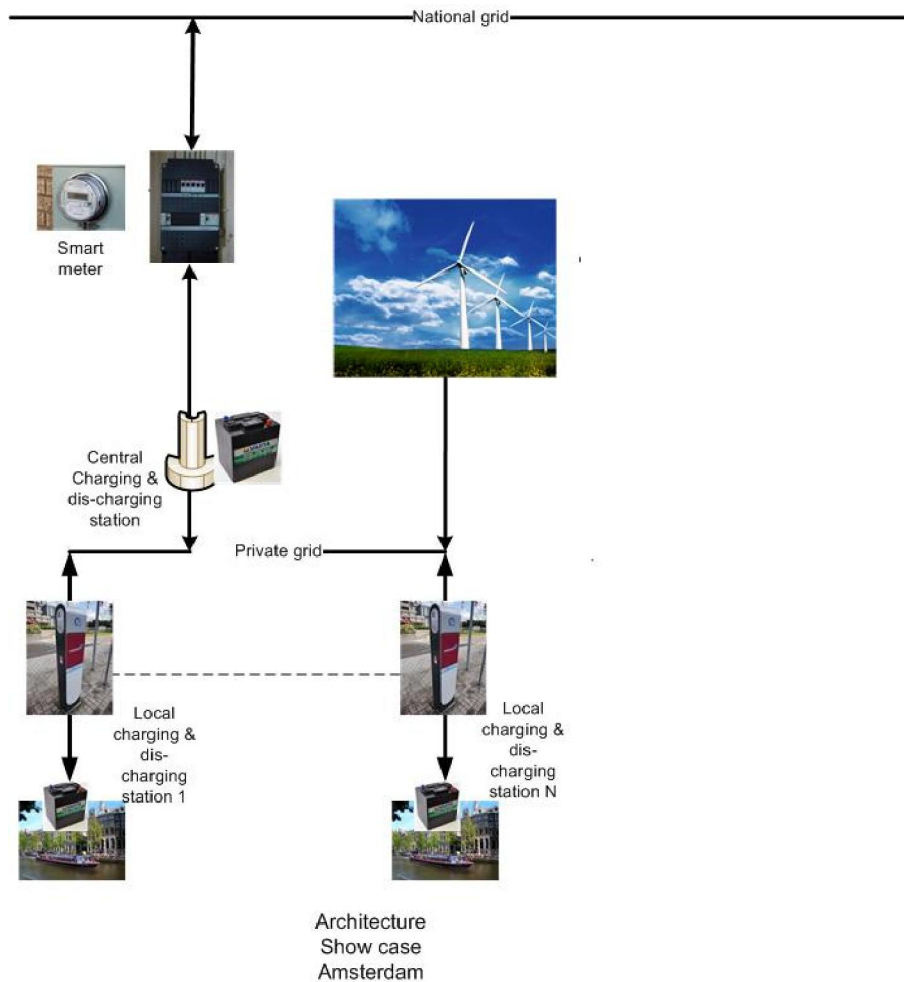 National grid
Smart
meter
Central
Charging &
dis-charging
station
Private grid
Local
charging &
dis-
charging
station 1
Local
charging &
dis-
charging
station N
Architecture
Show case
Amsterdam